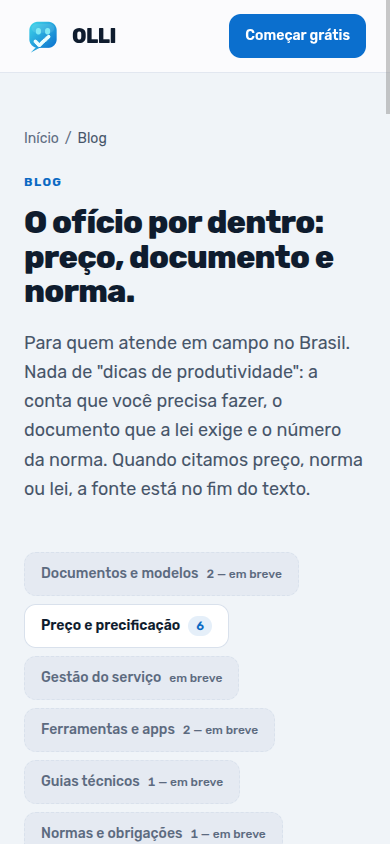 OLLI
Começar grátis
Início / Blog
BLOG
O ofício por dentro:
preço, documento e
norma.
Para quem atende em campo no Brasil.
Nada de "dicas de produtividade": a
conta que você precisa fazer, o
documento que a lei exige e o número
da norma. Quando citamos preço, norma
ou lei, a fonte está no fim do texto.
Documentos e modelos 2 — em breve
Preço e precificação 6
Gestão do serviço em breve
Ferramentas e apps 2 — em breve
Guias técnicos 1 — em breve
Normas e obrigações 1 — em breve